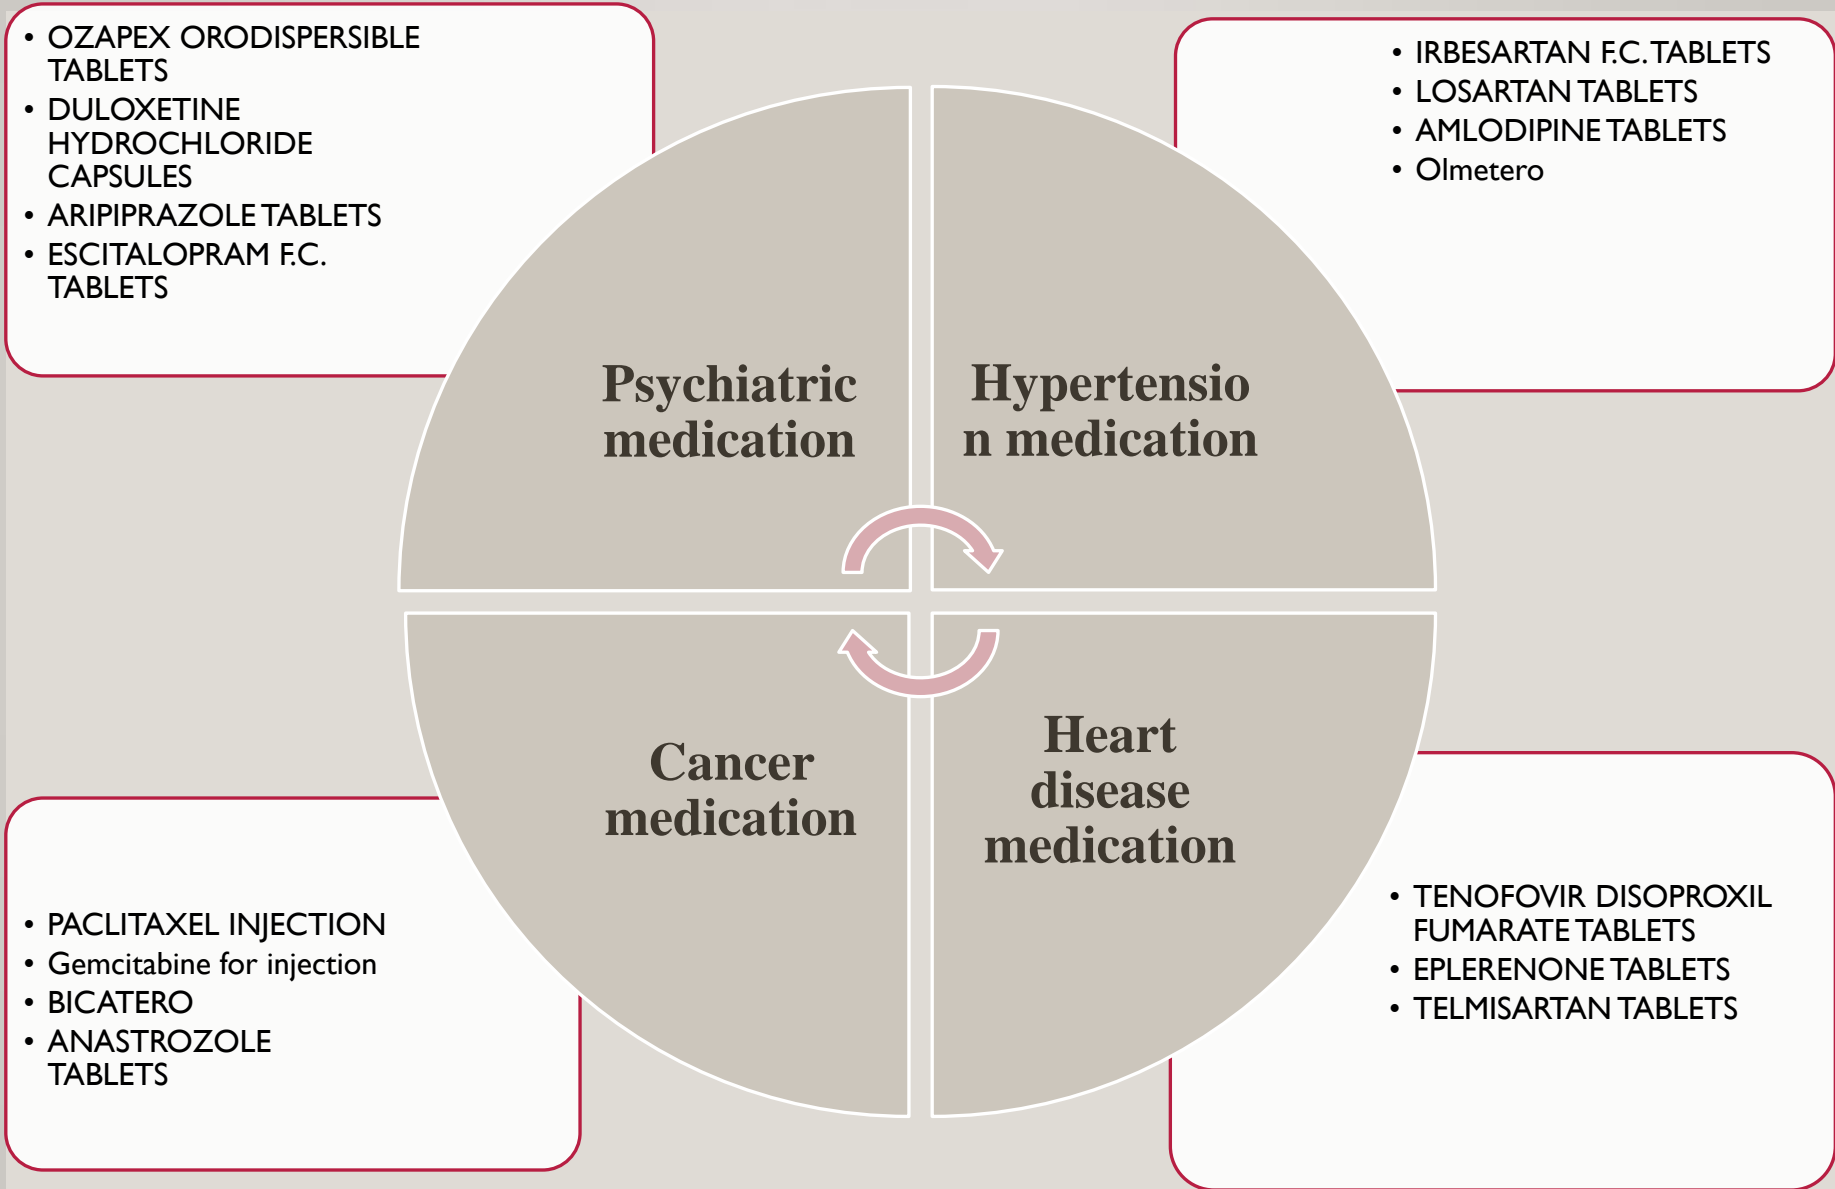 • OZAPEX ORODISPERSIBLE
TABLETS
• DULOXETINE
HYDROCHLORIDE
CAPSULES
• ARIPIPRAZOLE TABLETS
• ESCITALOPRAM F.C.
TABLETS
• IRBESARTAN F.C. TABLETS
• LOSARTAN TABLETS
• AMLODIPINE TABLETS
• Olmetero
Psychiatric
medication
Hypertensio
n medication
Cancer
medication
Heart
disease
medication
• PACLITAXEL INJECTION
• Gemcitabine for injection
• BICATERO
• ANASTROZOLE
TABLETS
• TENOFOVIR DISOPROXIL
FUMARATE TABLETS
• EPLERENONE TABLETS
• TELMISARTAN TABLETS